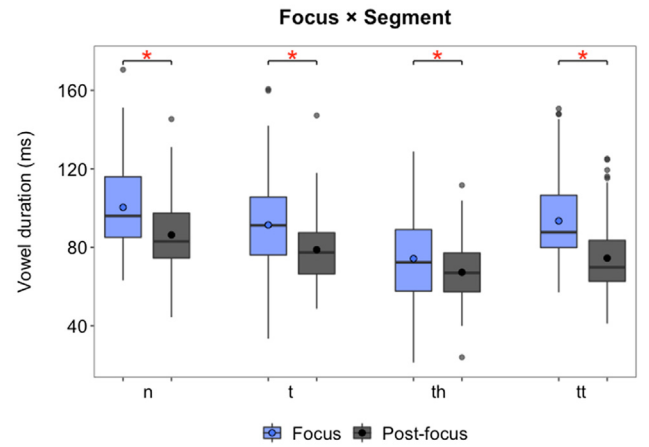 Focus × Segment
* * * *
160
120
80
40
Vowel duration (ms)
n t th tt
Focus Post-focus